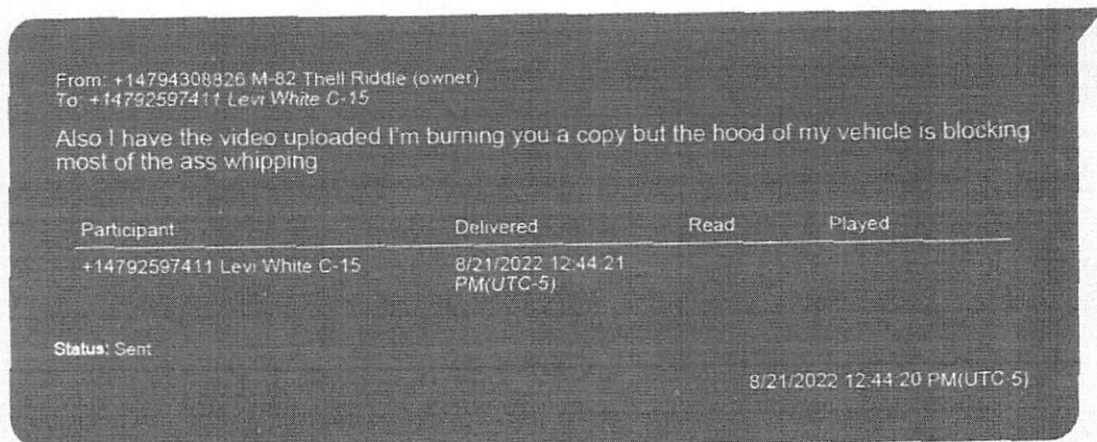 From: +14794308826 M-82 Thell Riddle (owner)
To: +14792597411 Levi White C-15
Also I have the video uploaded I'm burning you a copy but the hood of my vehicle is blocking
most of the ass whipping
Participant Delivered Read Played
+14792597411 Levi White C-15 8/21/2022 12:44:21
PM(UTC-5)
Status: Sent
8/21/2022 12:44:20 PM(UTC-5)